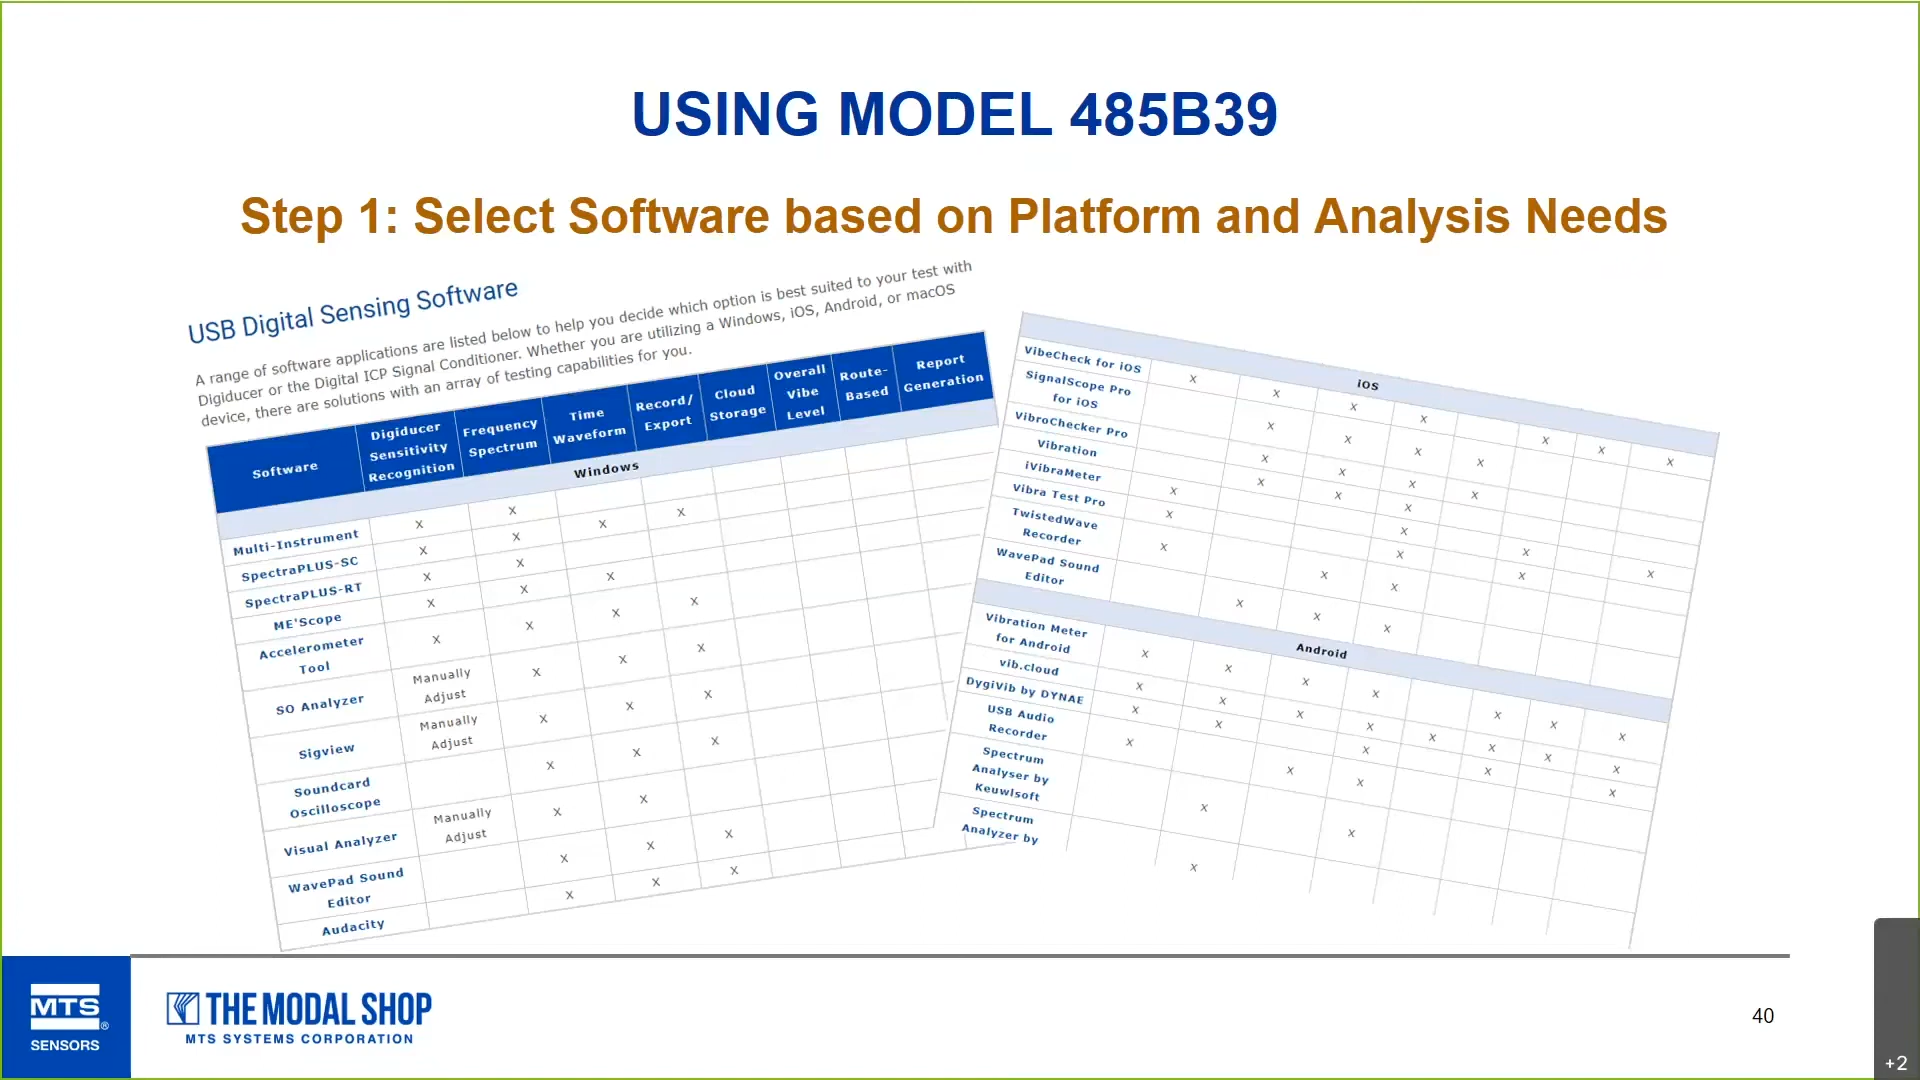 USING MODEL 485B39
Step 1: Select Software based on Platform and Analysis Needs
USB Digital Sensing Software
A range of software applications are listed below to help you decide which option is best suited to your test with
Digiducer or the Digital ICP Signal Conditioner. Whether you are utilizing a Windows, iOS, Android, or macOS
device, there are solutions with an array of testing capabilities for you.
Software Digiducer Sensitivity Recognition Frequency Spectrum Time Waveform Record/ Export Cloud Storage Overall Vibe Level Route- Based Report Generation
Windows
Multi-Instrument X X X X
SpectraPLUS-SC X X
SpectraPLUS-RT X X
ME'Scope X X X
Accelerometer Tool X X X X
SO Analyzer Manually Adjust X X X
Sigview Manually Adjust X X X
Soundcard Oscilloscope X X X
Visual Analyzer Manually Adjust X X
WavePad Sound Editor X X X
Audacity X X X
iOS
VibeCheck for iOS X X X X X X X
SignalScope Pro for iOS X X X X
VibroChecker Pro X X X X
Vibration X X X
iVibraMeter X X X
Vibra Test Pro X X X X
TwistedWave Recorder X X X
WavePad Sound Editor X X X
Android
Vibration Meter for Android X X X X X X X
vib.cloud X X X X X X X X
DygiVib by DYNAE X X X X X
USB Audio Recorder X X X
Spectrum Analyser by Keuwlsoft X X
Spectrum Analyzer by X
MTS
®
SENSORS
THE MODAL SHOP
MTS SYSTEMS CORPORATION
40
+2